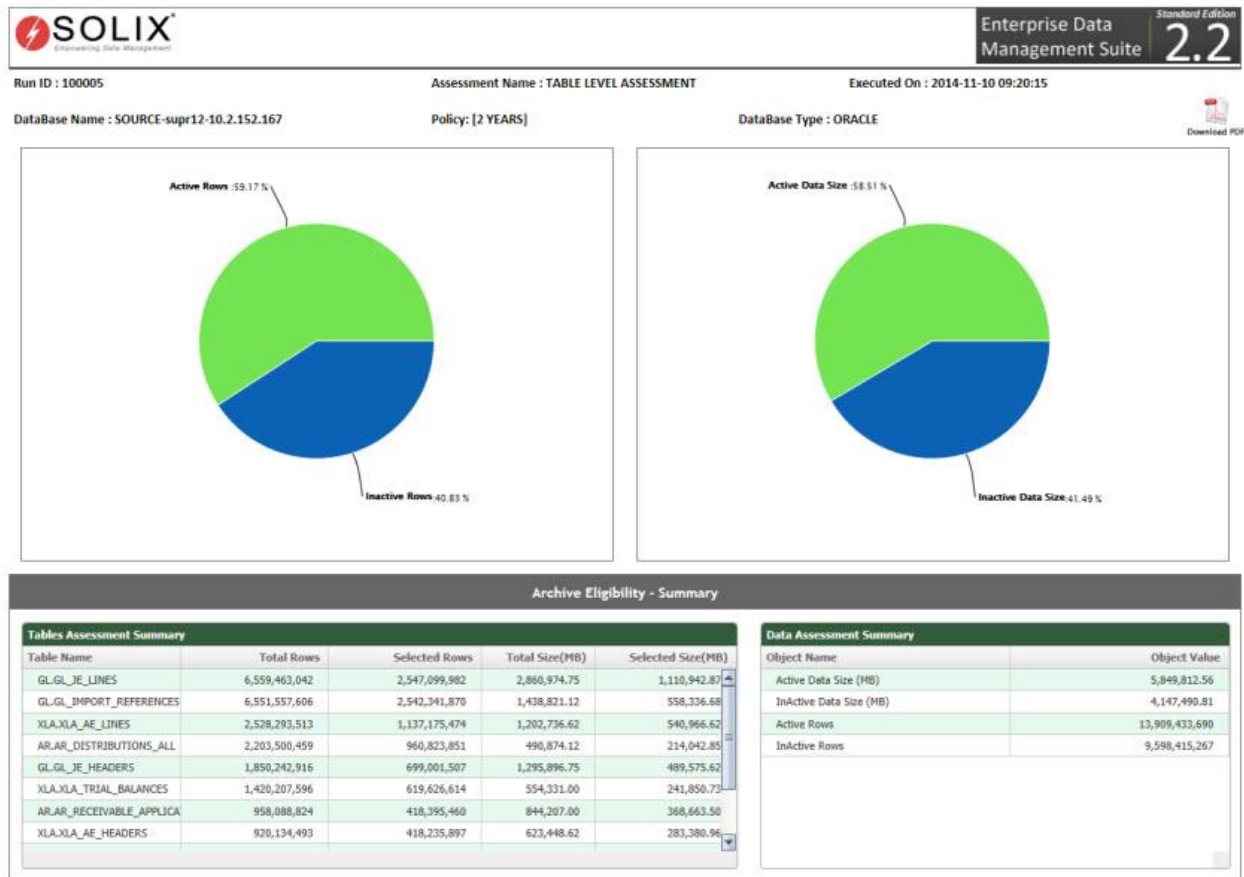 SOLIX
Empowering Data Management
Enterprise Data
Management Suite
Standard Edition
2.2
Run ID : 100005 Assessment Name : TABLE LEVEL ASSESSMENT Executed On : 2014-11-10 09:20:15
DataBase Name : SOURCE-supr12-10.2.152.167 Policy: [2 YEARS] DataBase Type : ORACLE
Download PDF
Active Rows :59.17 %
Inactive Rows:40.83 %
Active Data Size :58.51 %
Inactive Data Size:41.49 %
Archive Eligibility - Summary
Tables Assessment Summary
Table Name Total Rows Selected Rows Total Size(MB) Selected Size(MB)
GL.GL_JE_LINES 6,559,463,042 2,547,099,982 2,860,974.75 1,110,942.87
GL.GL_IMPORT_REFERENCES 6,551,557,606 2,542,341,870 1,438,821.12 558,336.68
XLA.XLA_AE_LINES 2,528,293,513 1,137,175,474 1,202,736.62 540,966.62
AR.AR_DISTRIBUTIONS_ALL 2,203,500,459 960,823,851 490,874.12 214,042.85
GL.GL_JE_HEADERS 1,850,242,916 699,001,507 1,295,896.75 489,575.62
XLA.XLA_TRIAL_BALANCES 1,420,207,596 619,626,614 554,331.00 241,850.73
AR.AR_RECEIVABLE_APPLICA 958,088,824 418,395,460 844,207.00 368,663.50
XLA.XLA_AE_HEADERS 920,134,493 418,235,897 623,448.62 283,380.96
Data Assessment Summary
Object Name Object Value
Active Data Size (MB) 5,849,812.56
InActive Data Size (MB) 4,147,490.81
Active Rows 13,909,433,690
InActive Rows 9,598,415,267